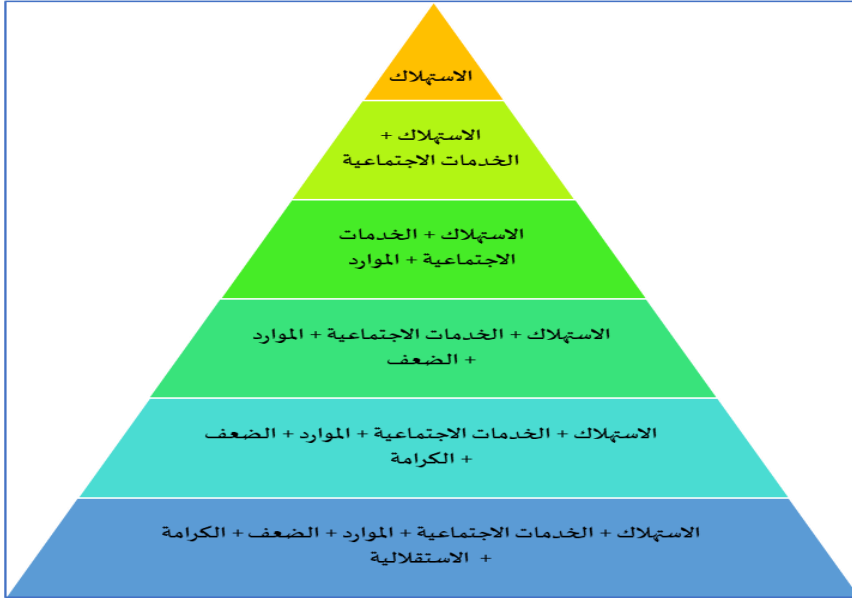 الاستهلاك
الاستهلاك +
الخدمات الاجتماعية
الاستهلاك + الخدمات
الاجتماعية + الموارد
الاستهلاك + الخدمات الاجتماعية + الموارد
+ الضعف
الاستهلاك + الخدمات الاجتماعية + الموارد + الضعف
+ الكرامة
الاستهلاك + الخدمات الاجتماعية + الموارد + الضعف + الكرامة
+ الاستقلالية